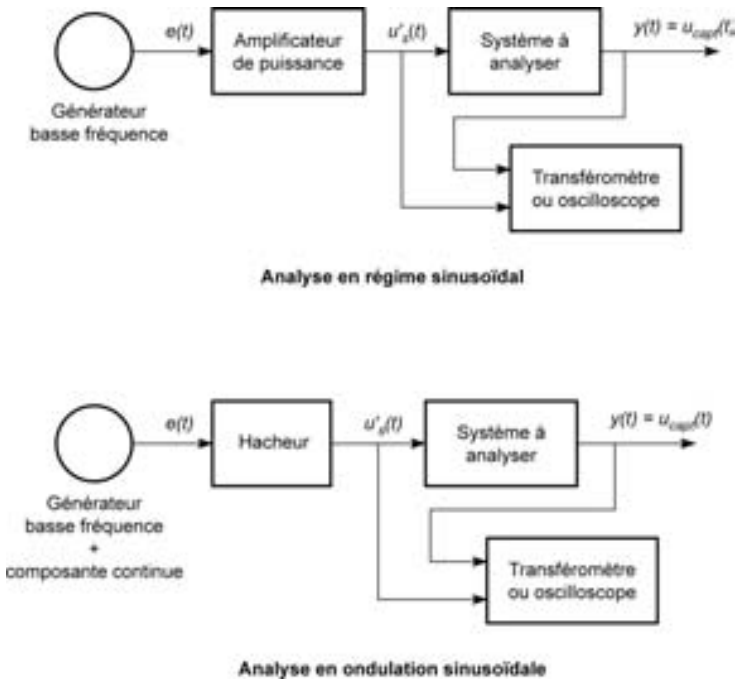 e(t)
Amplificateur
de puissance
u's(t)
Système à
analyser
Générateur
basse fréquence
Transféromètre
ou oscilloscope
Analyse en régime sinusoïdal
e(t)
Hacheur
u's(t)
Système à
analyser
y(t) = ucapt(t)
Générateur
basse fréquence
+
composante continue
Transféromètre
ou oscilloscope
Analyse en ondulation sinusoïdale